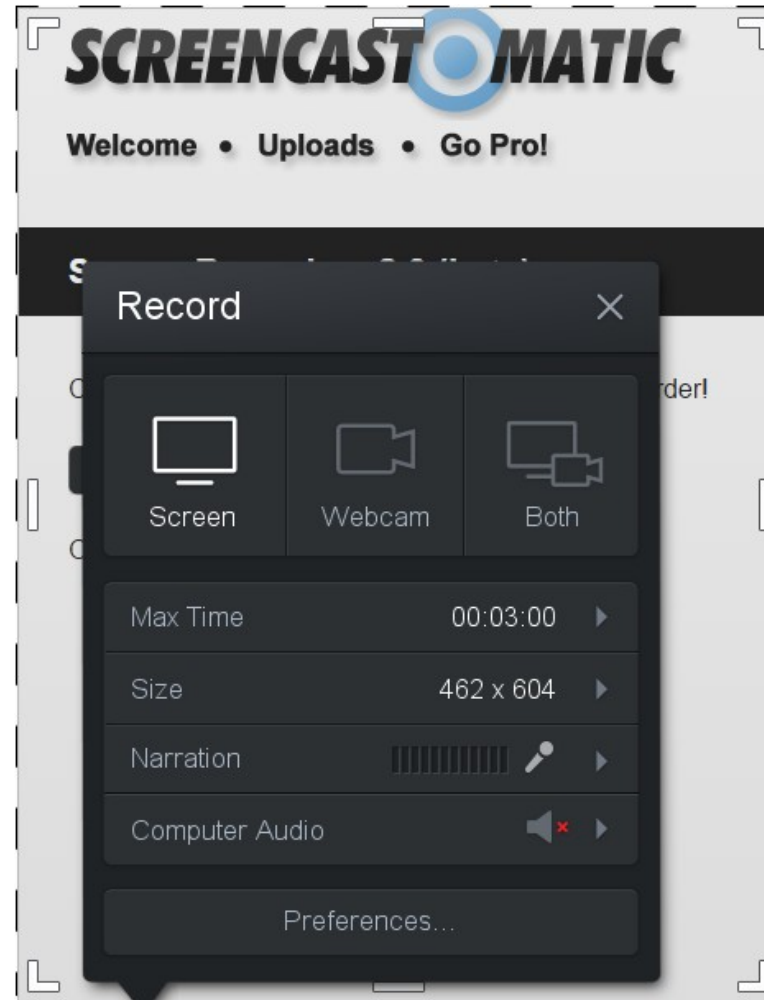 SCREENCAST O MATIC
Welcome • Uploads • Go Pro!
Record
rder!
Screen Webcam Both
Max Time 00:03:00
Size 462 x 604
Narration
Computer Audio
Preferences...